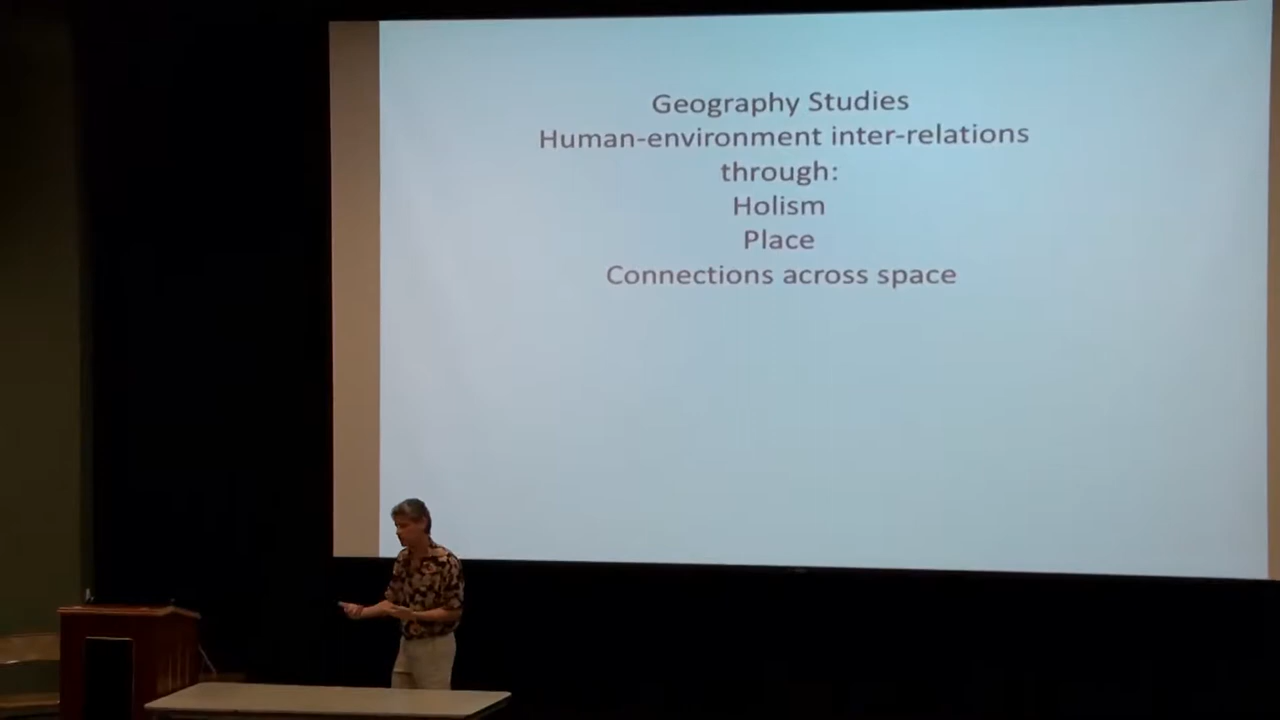 Geography Studies
Human-environment inter-relations
through:
Holism
Place
Connections across space